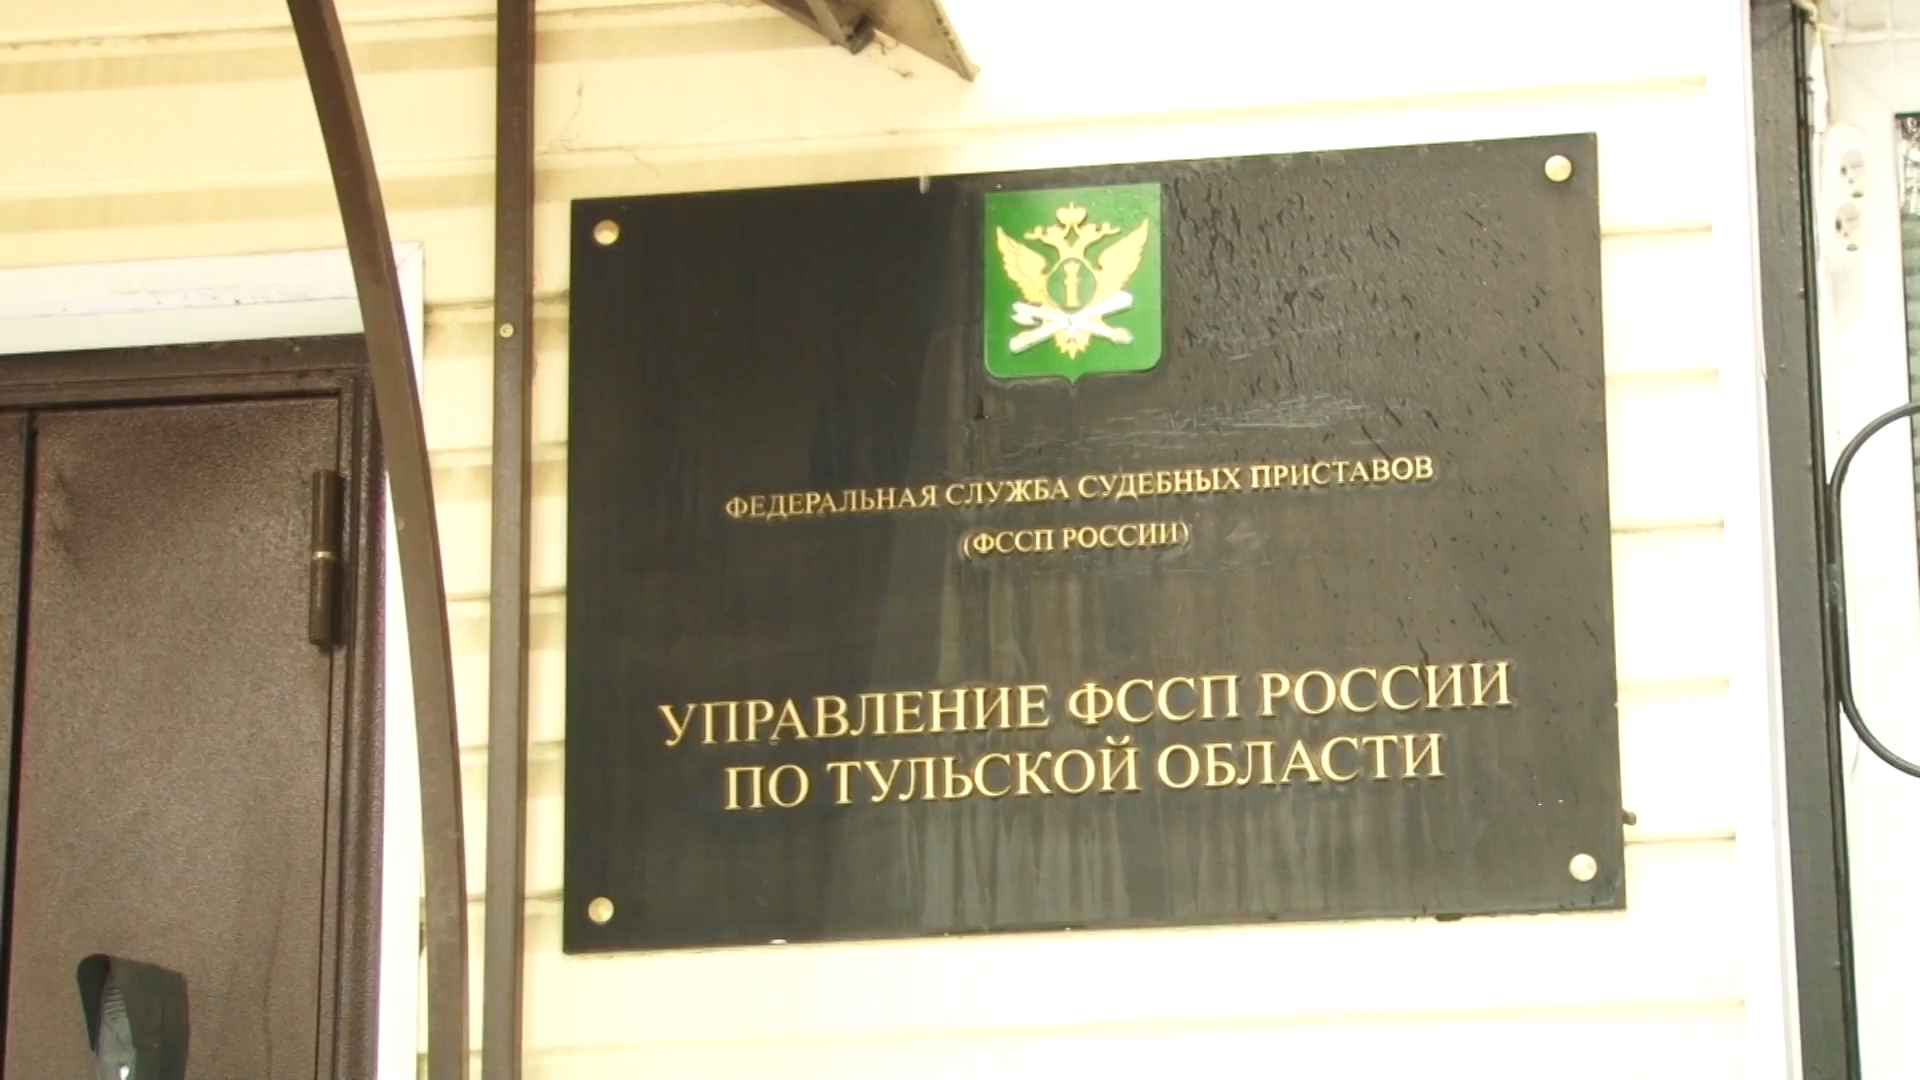 ФЕДЕРАЛЬНАЯ СЛУЖБА СУДЕБНЫХ ПРИСТАВОВ
(ФССП РОССИИ)
УПРАВЛЕНИЕ ФССП РОССИИ
ПО ТУЛЬСКОЙ ОБЛАСТИ